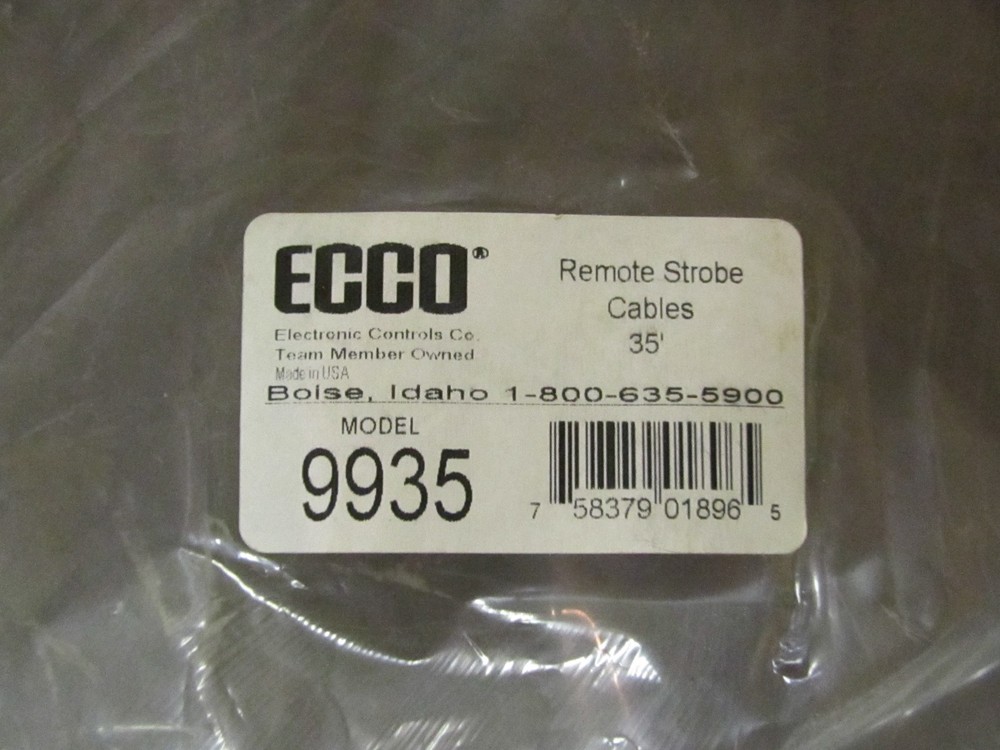 ECCO®
Electronic Controls Co.
Team Member Owned
Made in USA
Remote Strobe
Cables
35'
Boise, Idaho 1-800-635-5900
MODEL
9935
7 58379 01896 5